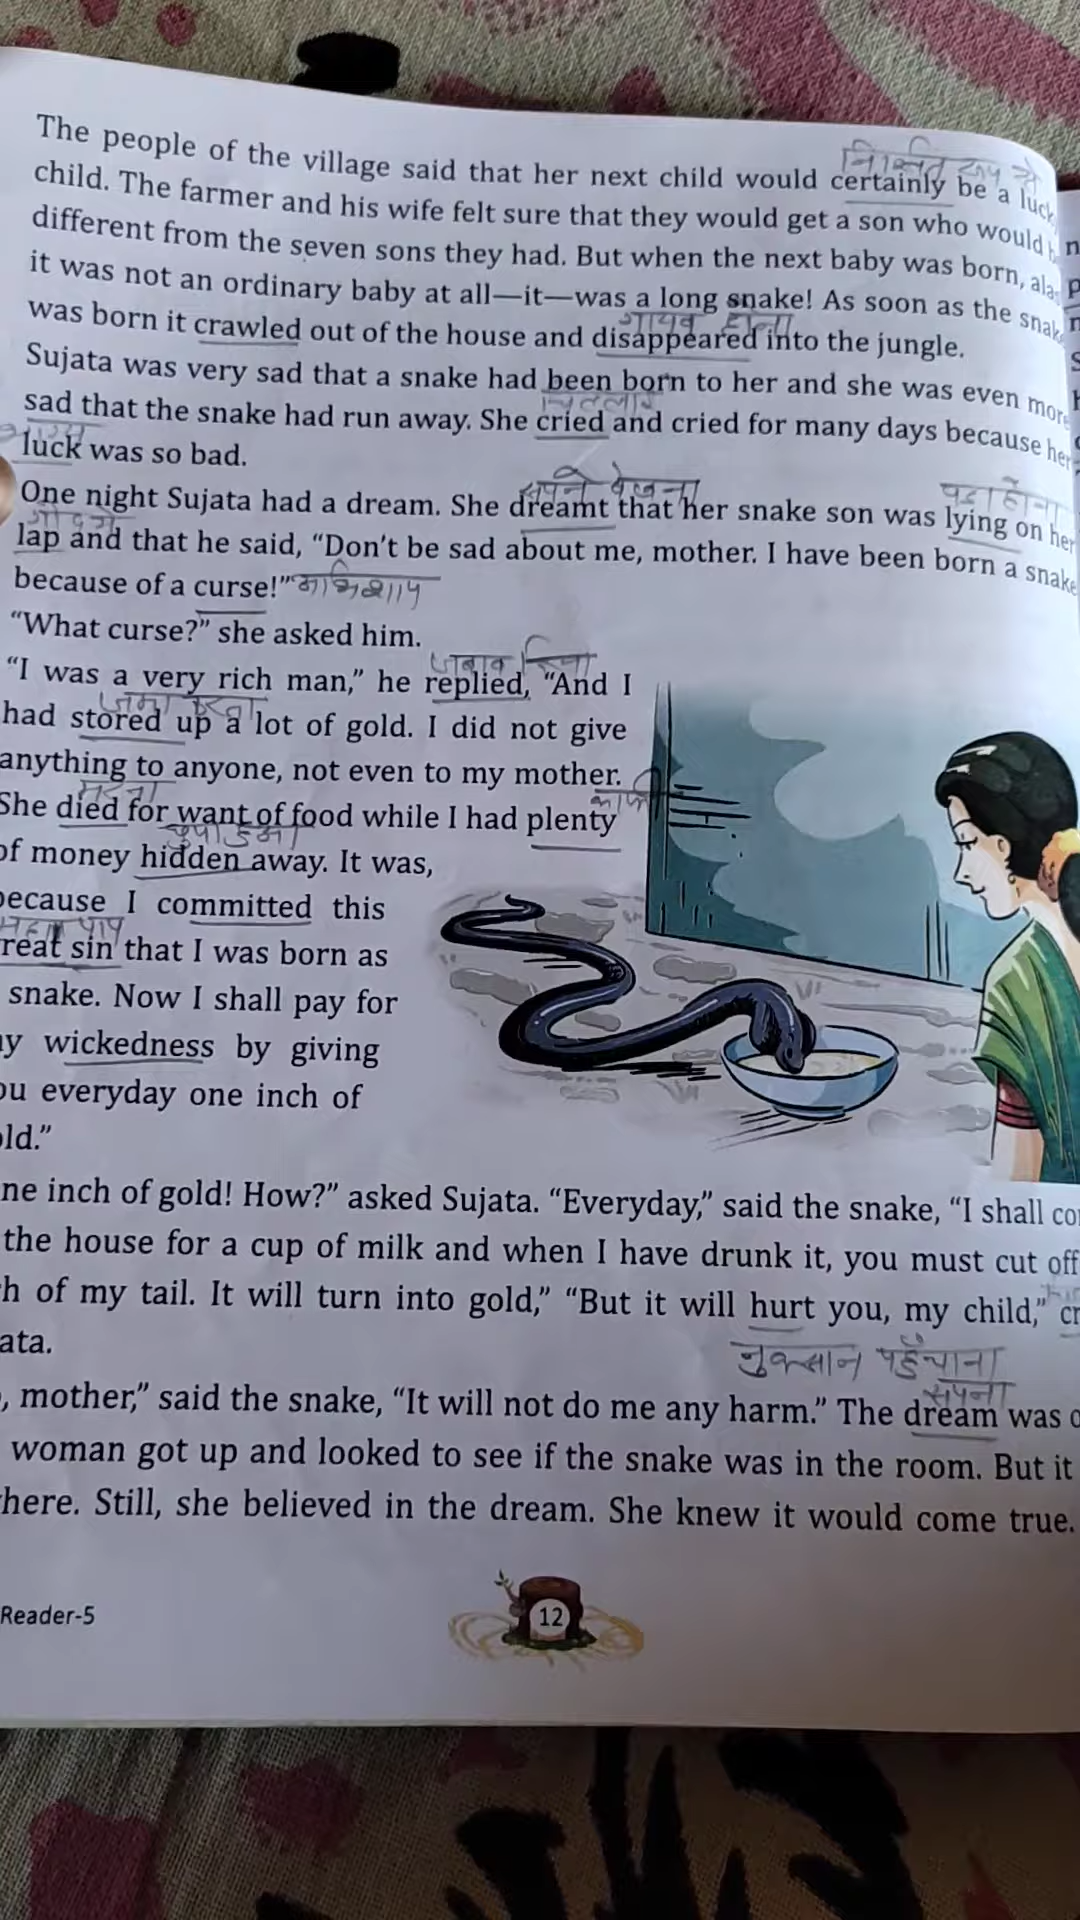 निश्चित रूप से
The people of the village said that her next child would certainly be a luck
child. The farmer and his wife felt sure that they would get a son who would b
different from the seven sons they had. But when the next baby was born, alas
it was not an ordinary baby at all—it—was a long snake! As soon as the snak
गायब होना
was born it crawled out of the house and disappeared into the jungle.
Sujata was very sad that a snake had been born to her and she was even more
sad that the snake had run away. She cried and cried for many days because her
luck was so bad.
सपने देखना
One night Sujata had a dream. She dreamt that her snake son was lying on her
lap and that he said, “Don't be sad about me, mother. I have been born a snake
because of a curse!”
“What curse?” she asked him.
“I was a very rich man,” he replied, “And I
जमा करना
had stored up a lot of gold. I did not give
anything to anyone, not even to my mother.
मरना
She died for want of food while I had plenty
of money hidden away. It was,
because I committed this
reat sin that I was born as
snake. Now I shall pay for
y wickedness by giving
ou everyday one inch of
old.”
ne inch of gold! How?” asked Sujata. “Everyday,” said the snake, “I shall co
the house for a cup of milk and when I have drunk it, you must cut off
h of my tail. It will turn into gold,” “But it will hurt you, my child,” cr
ata.
नुकसान पहुँचाना
सपना
, mother,” said the snake, “It will not do me any harm.” The dream was o
woman got up and looked to see if the snake was in the room. But it
here. Still, she believed in the dream. She knew it would come true.
Reader-5
12